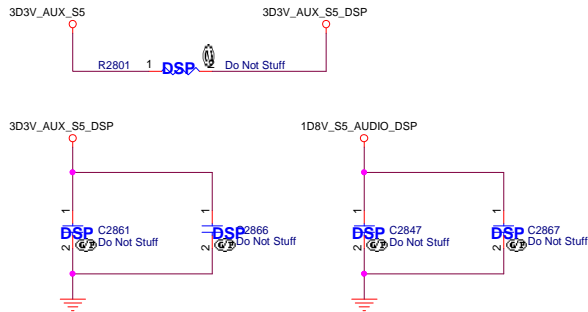 3D3V_AUX_S5
3D3V_AUX_S5_DSP
R2801
1
DSP
2
Do Not Stuff
3D3V_AUX_S5_DSP
1D8V_S5_AUDIO_DSP
1
1
1
1
DSP
C2861
DSP
C2866
DSP
C2847
DSP
C2867
2
Do Not Stuff
2
Do Not Stuff
2
Do Not Stuff
2
Do Not Stuff